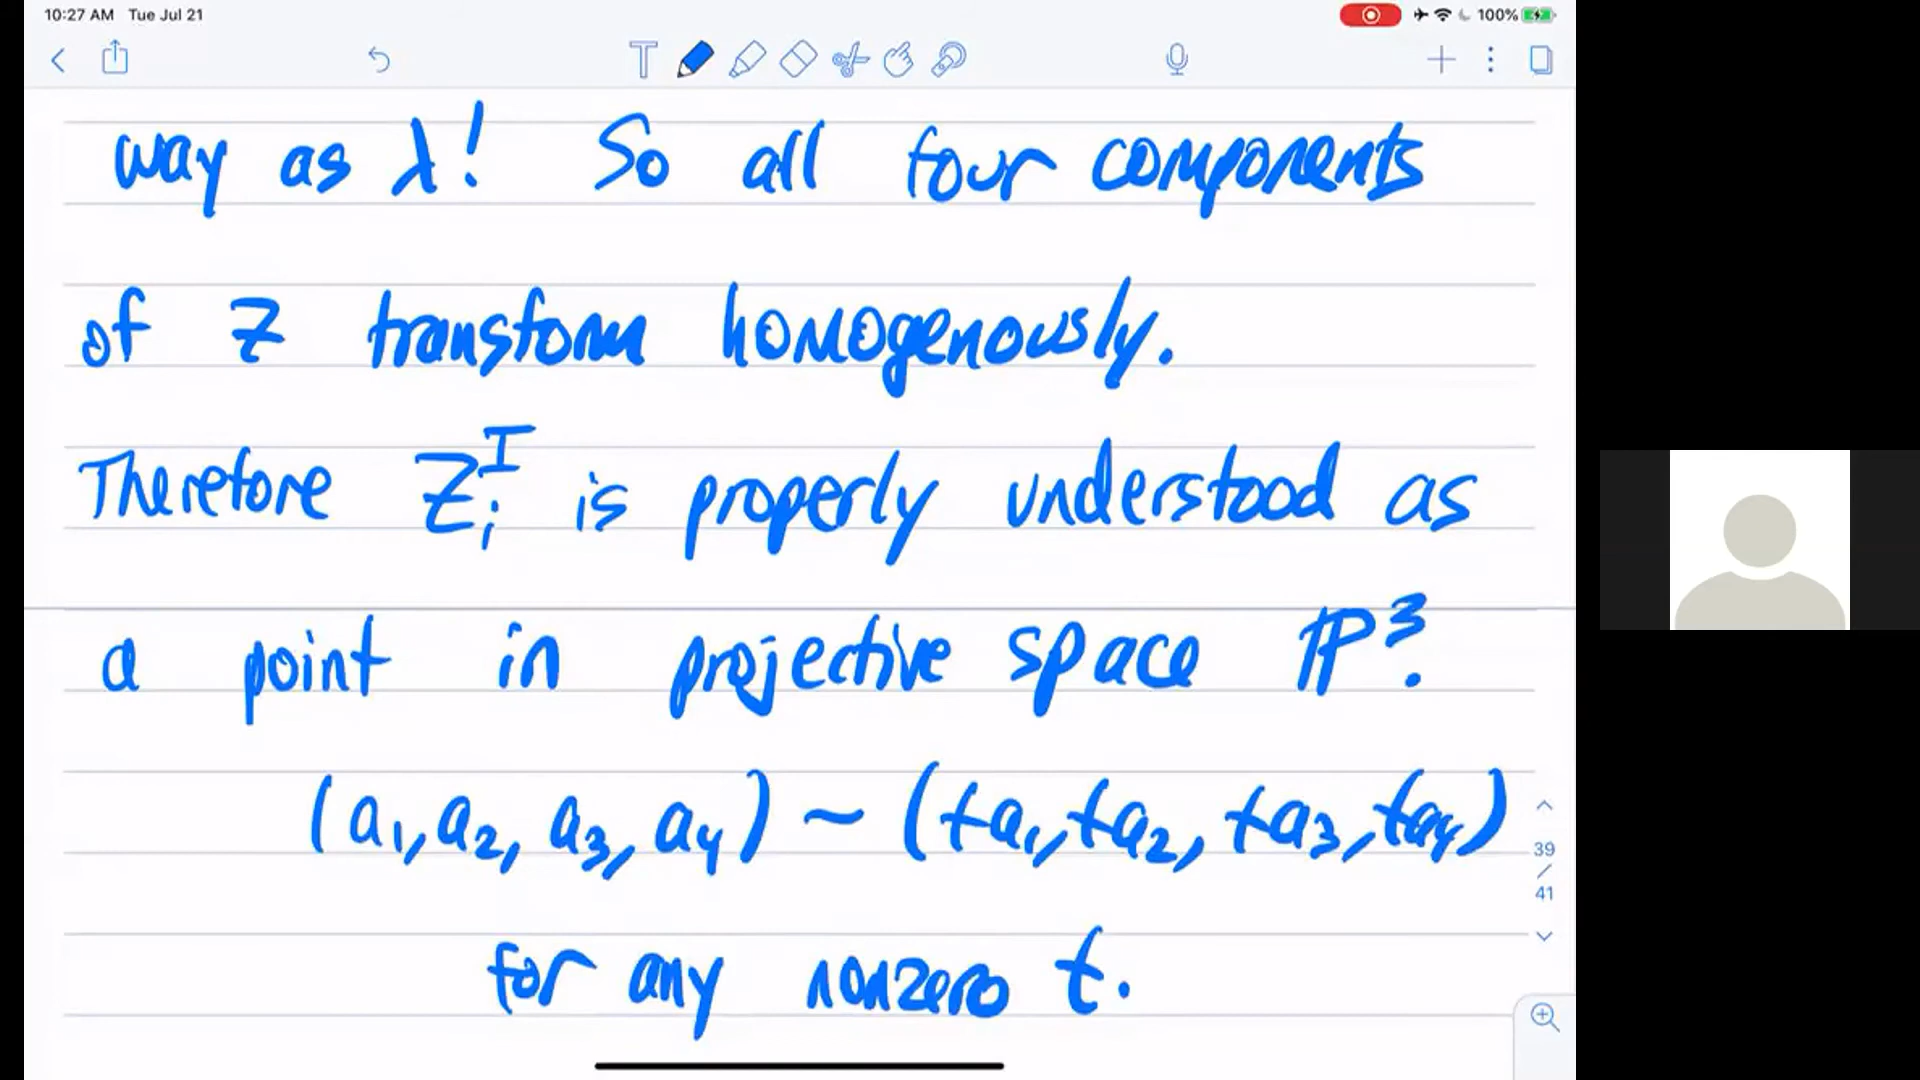 10:27 AM Tue Jul 21
100%
T
way as λ! So all four components
of Z transform homogenously.
Therefore Z_i^I is properly understood as
a point in projective space ℙ³.
(a₁, a₂, a₃, a₄) ~ (ta₁, ta₂, ta₃, ta₄)
39
/
41
for any nonzero t.